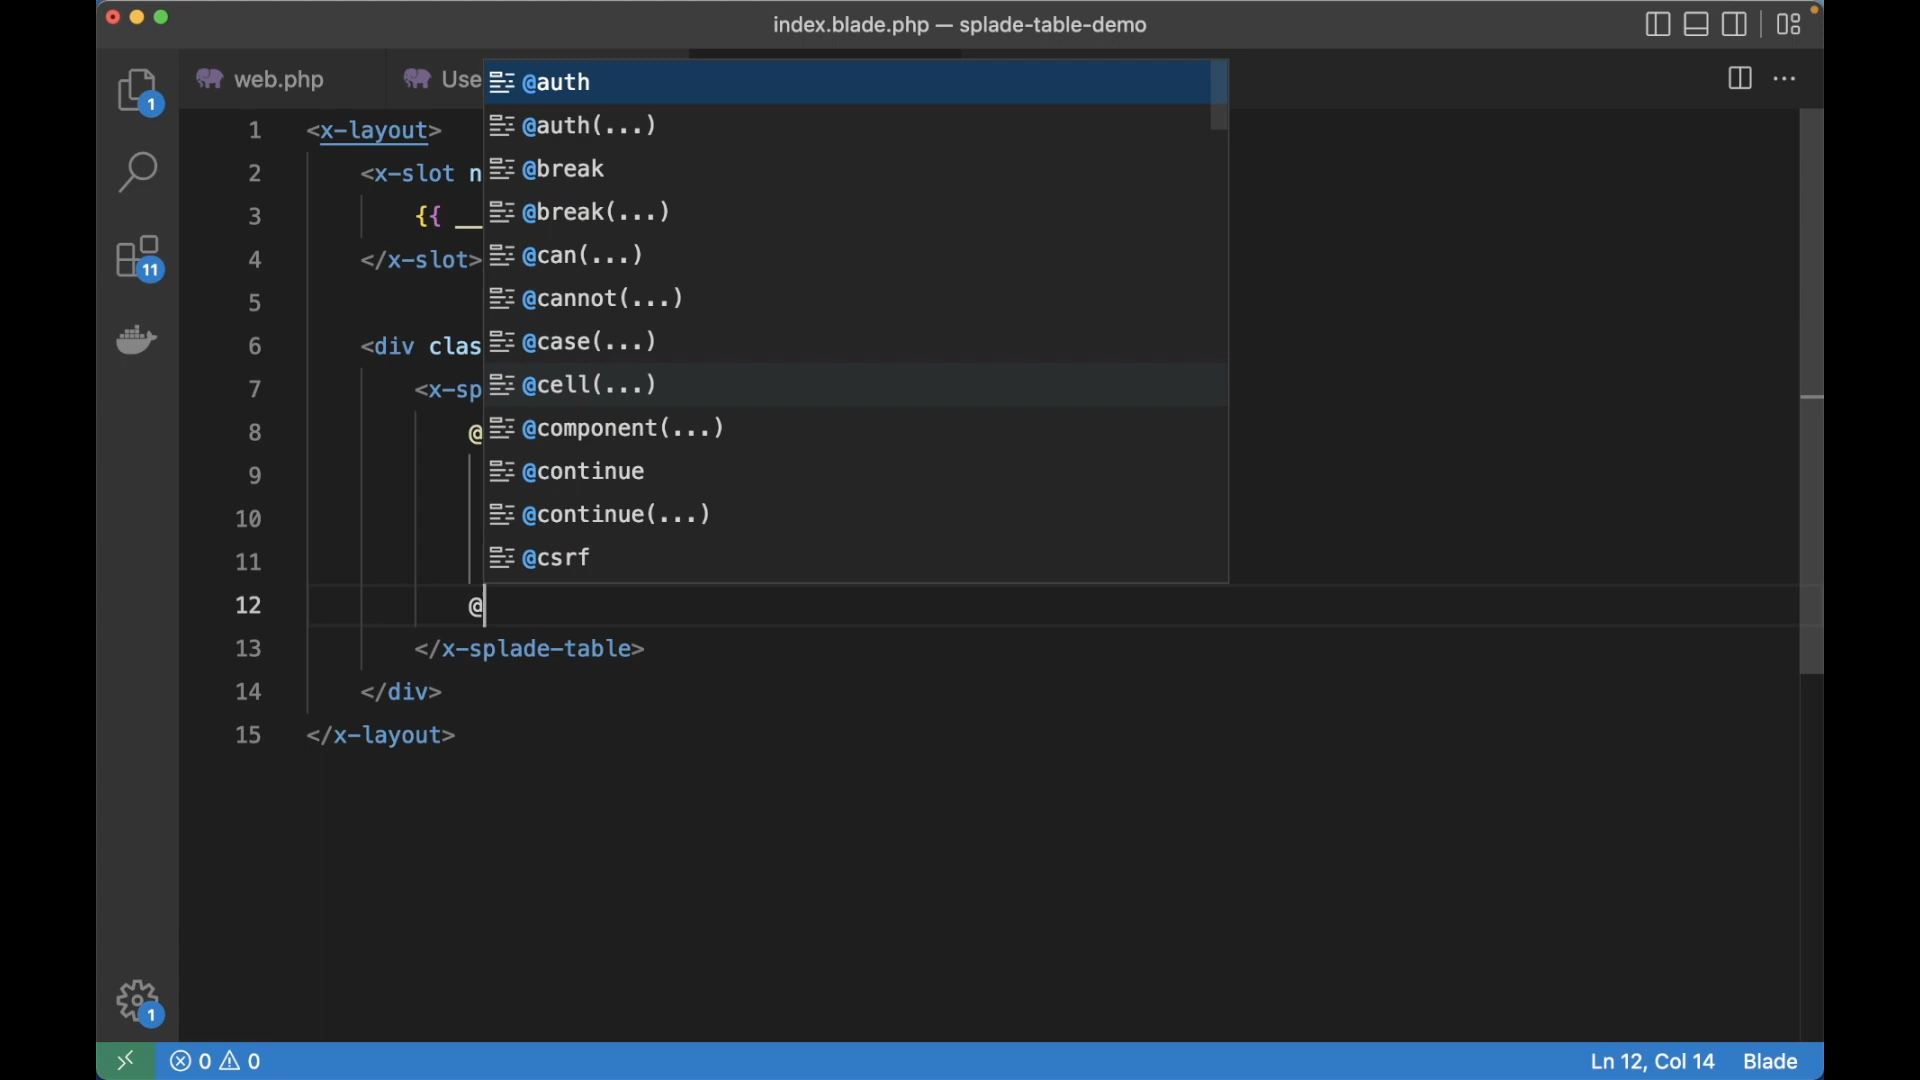 index.blade.php — splade-table-demo
1
web.php
Use
@auth
@auth(...)
@break
@break(...)
@can(...)
@cannot(...)
@case(...)
@cell(...)
@component(...)
@continue
@continue(...)
@csrf
1 <x-layout>
2 <x-slot n
3 {{ __
4 </x-slot>
5
6 <div clas
7 <x-sp
8 @
9
10
11
12 @
13 </x-splade-table>
14 </div>
15 </x-layout>
11
1
0 0
Ln 12, Col 14 Blade